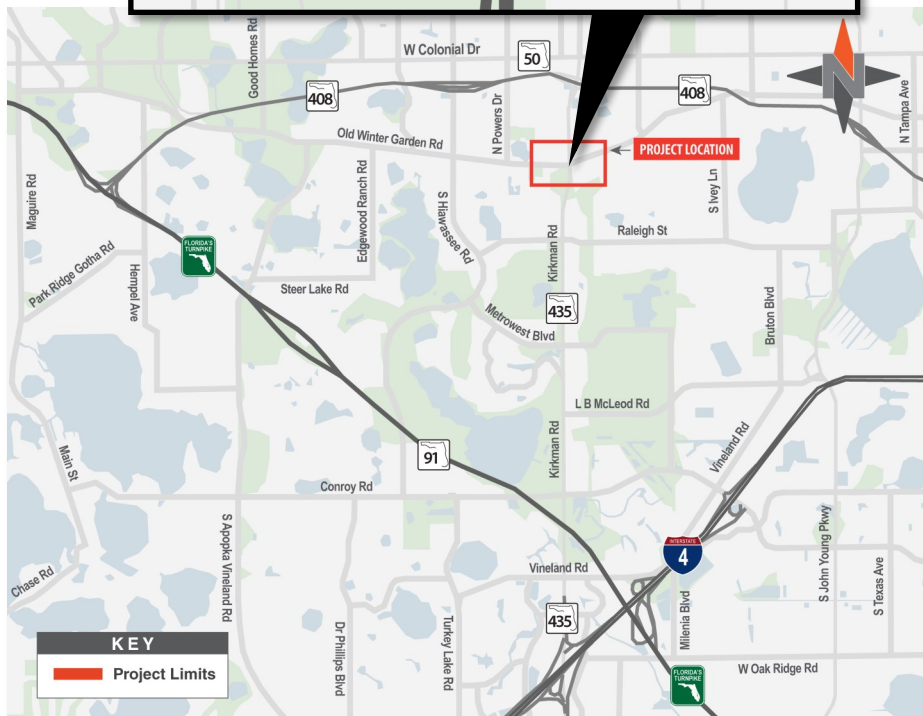 W Colonial Dr
50
Good Homes Rd
408
408
N Powers Dr
N Tampa Ave
N
Old Winter Garden Rd
PROJECT LOCATION
Maguire Rd
Edgewood Ranch Rd
S Hiawassee Rd
S Ivey Ln
Kirkman Rd
Raleigh St
FLORIDA'S
TURNPIKE
Park Ridge Gotha Rd
Hempel Ave
Steer Lake Rd
435
Metrowest Blvd
Bruton Blvd
L B McLeod Rd
Kirkman Rd
Vineland Rd
Main St
91
Conroy Rd
S Apopka Vineland Rd
INTERSTATE
4
S John Young Pkwy
S Texas Ave
Chase Rd
Vineland Rd
Dr Phillips Blvd
Turkey Lake Rd
435
Milenia Blvd
KEY
Project Limits
W Oak Ridge Rd
FLORIDA'S
TURNPIKE